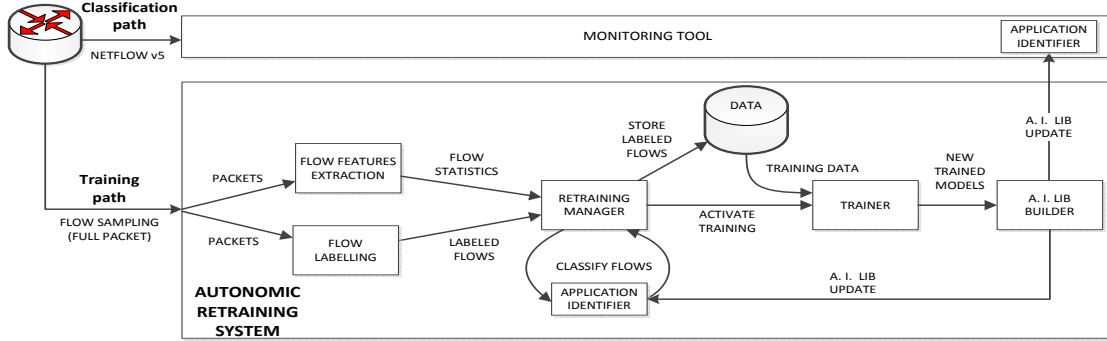 Classification
path
NETFLOW v5
MONITORING TOOL
APPLICATION
IDENTIFIER
Training
path
FLOW SAMPLING
(FULL PACKET)
PACKETS
PACKETS
FLOW FEATURES
EXTRACTION
FLOW
LABELLING
FLOW
STATISTICS
LABELED
FLOWS
RETRAINING
MANAGER
STORE
LABELED
FLOWS
DATA
TRAINING DATA
ACTIVATE
TRAINING
TRAINER
NEW
TRAINED
MODELS
A. I. LIB
UPDATE
A. I. LIB
BUILDER
CLASSIFY FLOWS
APPLICATION
IDENTIFIER
A. I. LIB
UPDATE
AUTONOMIC
RETRAINING
SYSTEM